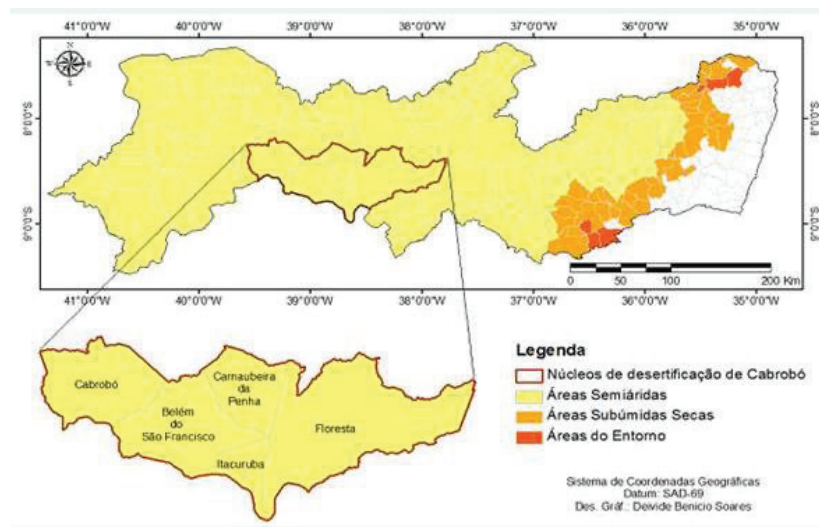 41°0'0"W 40°0'0"W 39°0'0"W 38°0'0"W 37°0'0"W 36°0'0"W 35°0'0"W
N
8°0'0"S
8°0'0"S
9°0'0"S
9°0'0"S
0 50 100 200 Km
41°0'0"W 40°0'0"W 39°0'0"W 38°0'0"W 37°0'0"W 36°0'0"W 35°0'0"W
Cabrobó
Carnaubeira
da
Penha
Belém
do
São Francisco
Floresta
Itacuruba
Legenda
Núcleos de desertificação de Cabrobó
Áreas Semiáridas
Áreas Subúmidas Secas
Áreas do Entorno
Sistema de Coordenadas Geográficas
Datum: SAD-69
Des. Gráf.: Deivide Benicio Soares